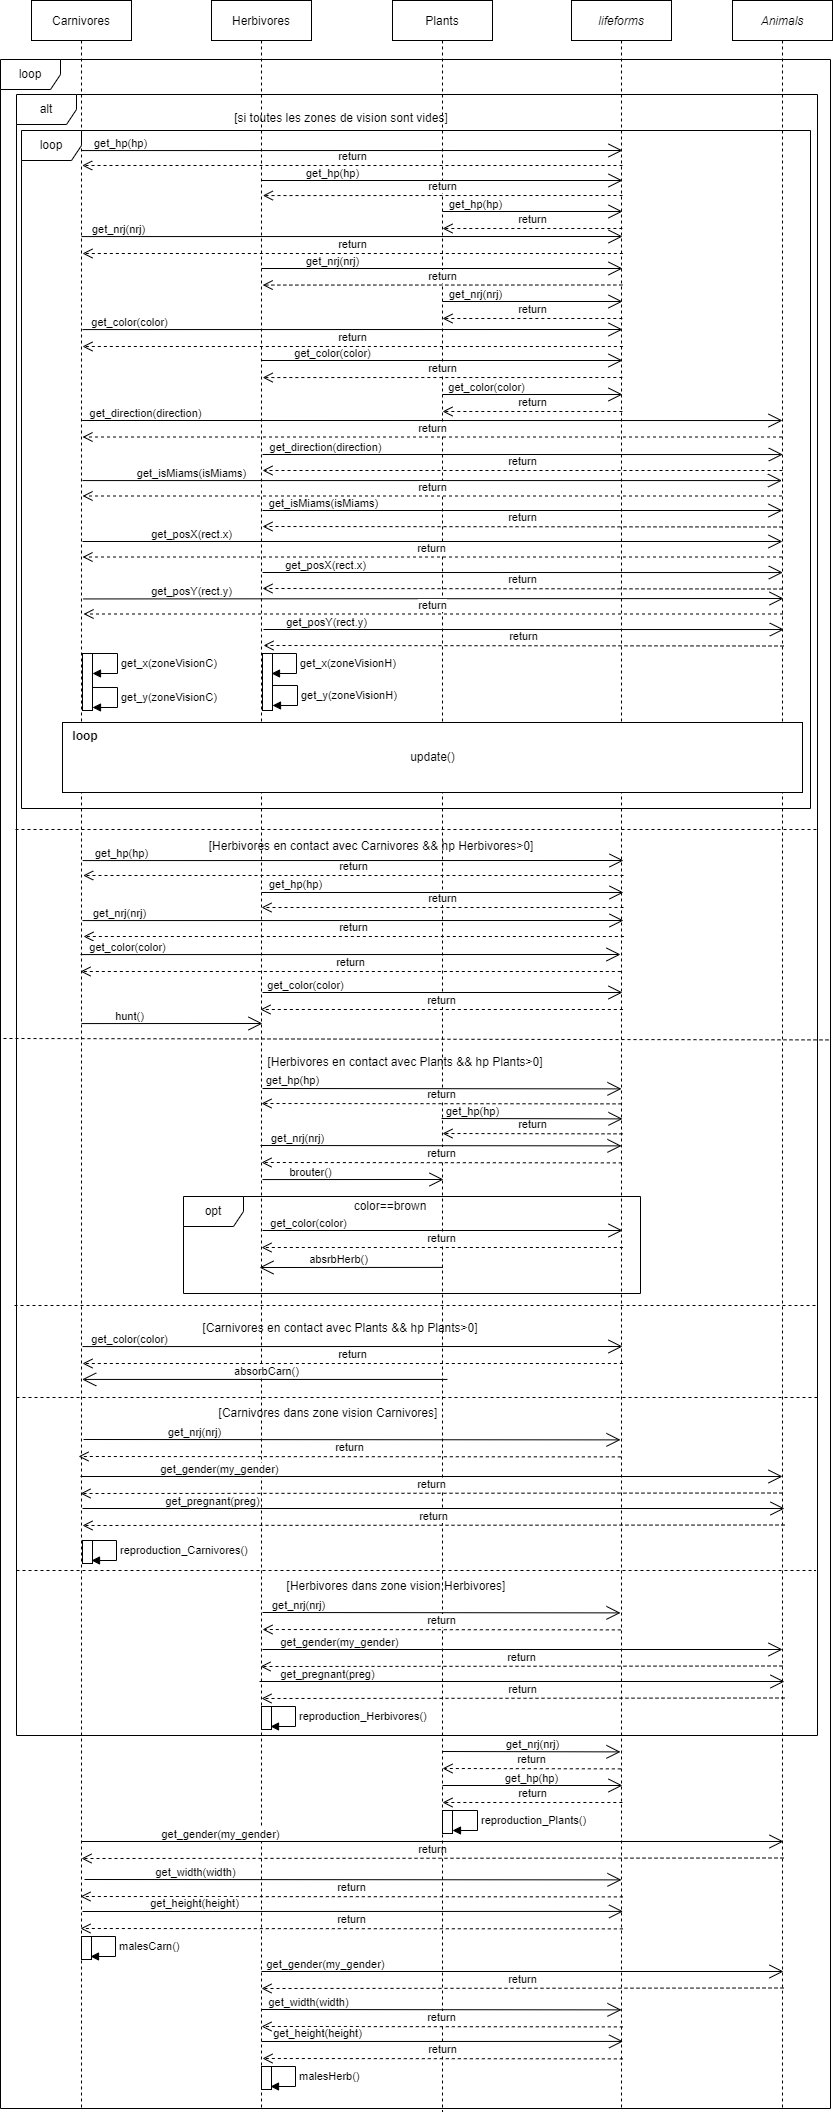 Carnivores
Herbivores
Plants
lifeforms
Animals
loop
alt
[si toutes les zones de vision sont vides]
loop
get_hp(hp)
return
get_hp(hp)
return
get_hp(hp)
return
get_nrj(nrj)
return
get_nrj(nrj)
return
get_nrj(nrj)
return
get_color(color)
return
get_color(color)
return
get_color(color)
return
get_direction(direction)
return
get_direction(direction)
return
get_isMiams(isMiams)
return
get_isMiams(isMiams)
return
get_posX(rect.x)
return
get_posX(rect.x)
return
get_posY(rect.y)
return
get_posY(rect.y)
return
get_x(zoneVisionC)
get_x(zoneVisionH)
get_y(zoneVisionC)
get_y(zoneVisionH)
loop
update()
[Herbivores en contact avec Carnivores && hp Herbivores>0]
get_hp(hp)
return
get_hp(hp)
return
get_nrj(nrj)
return
get_color(color)
return
get_color(color)
return
hunt()
[Herbivores en contact avec Plants && hp Plants>0]
get_hp(hp)
return
get_hp(hp)
return
get_nrj(nrj)
return
brouter()
opt
color==brown
get_color(color)
return
absrbHerb()
[Carnivores en contact avec Plants && hp Plants>0]
get_color(color)
return
absorbCarn()
[Carnivores dans zone vision Carnivores]
get_nrj(nrj)
return
get_gender(my_gender)
return
get_pregnant(preg)
return
reproduction_Carnivores()
[Herbivores dans zone vision Herbivores]
get_nrj(nrj)
return
get_gender(my_gender)
return
get_pregnant(preg)
return
reproduction_Herbivores()
get_nrj(nrj)
return
get_hp(hp)
return
reproduction_Plants()
get_gender(my_gender)
return
get_width(width)
return
get_height(height)
return
malesCarn()
get_gender(my_gender)
return
get_width(width)
return
get_height(height)
return
malesHerb()